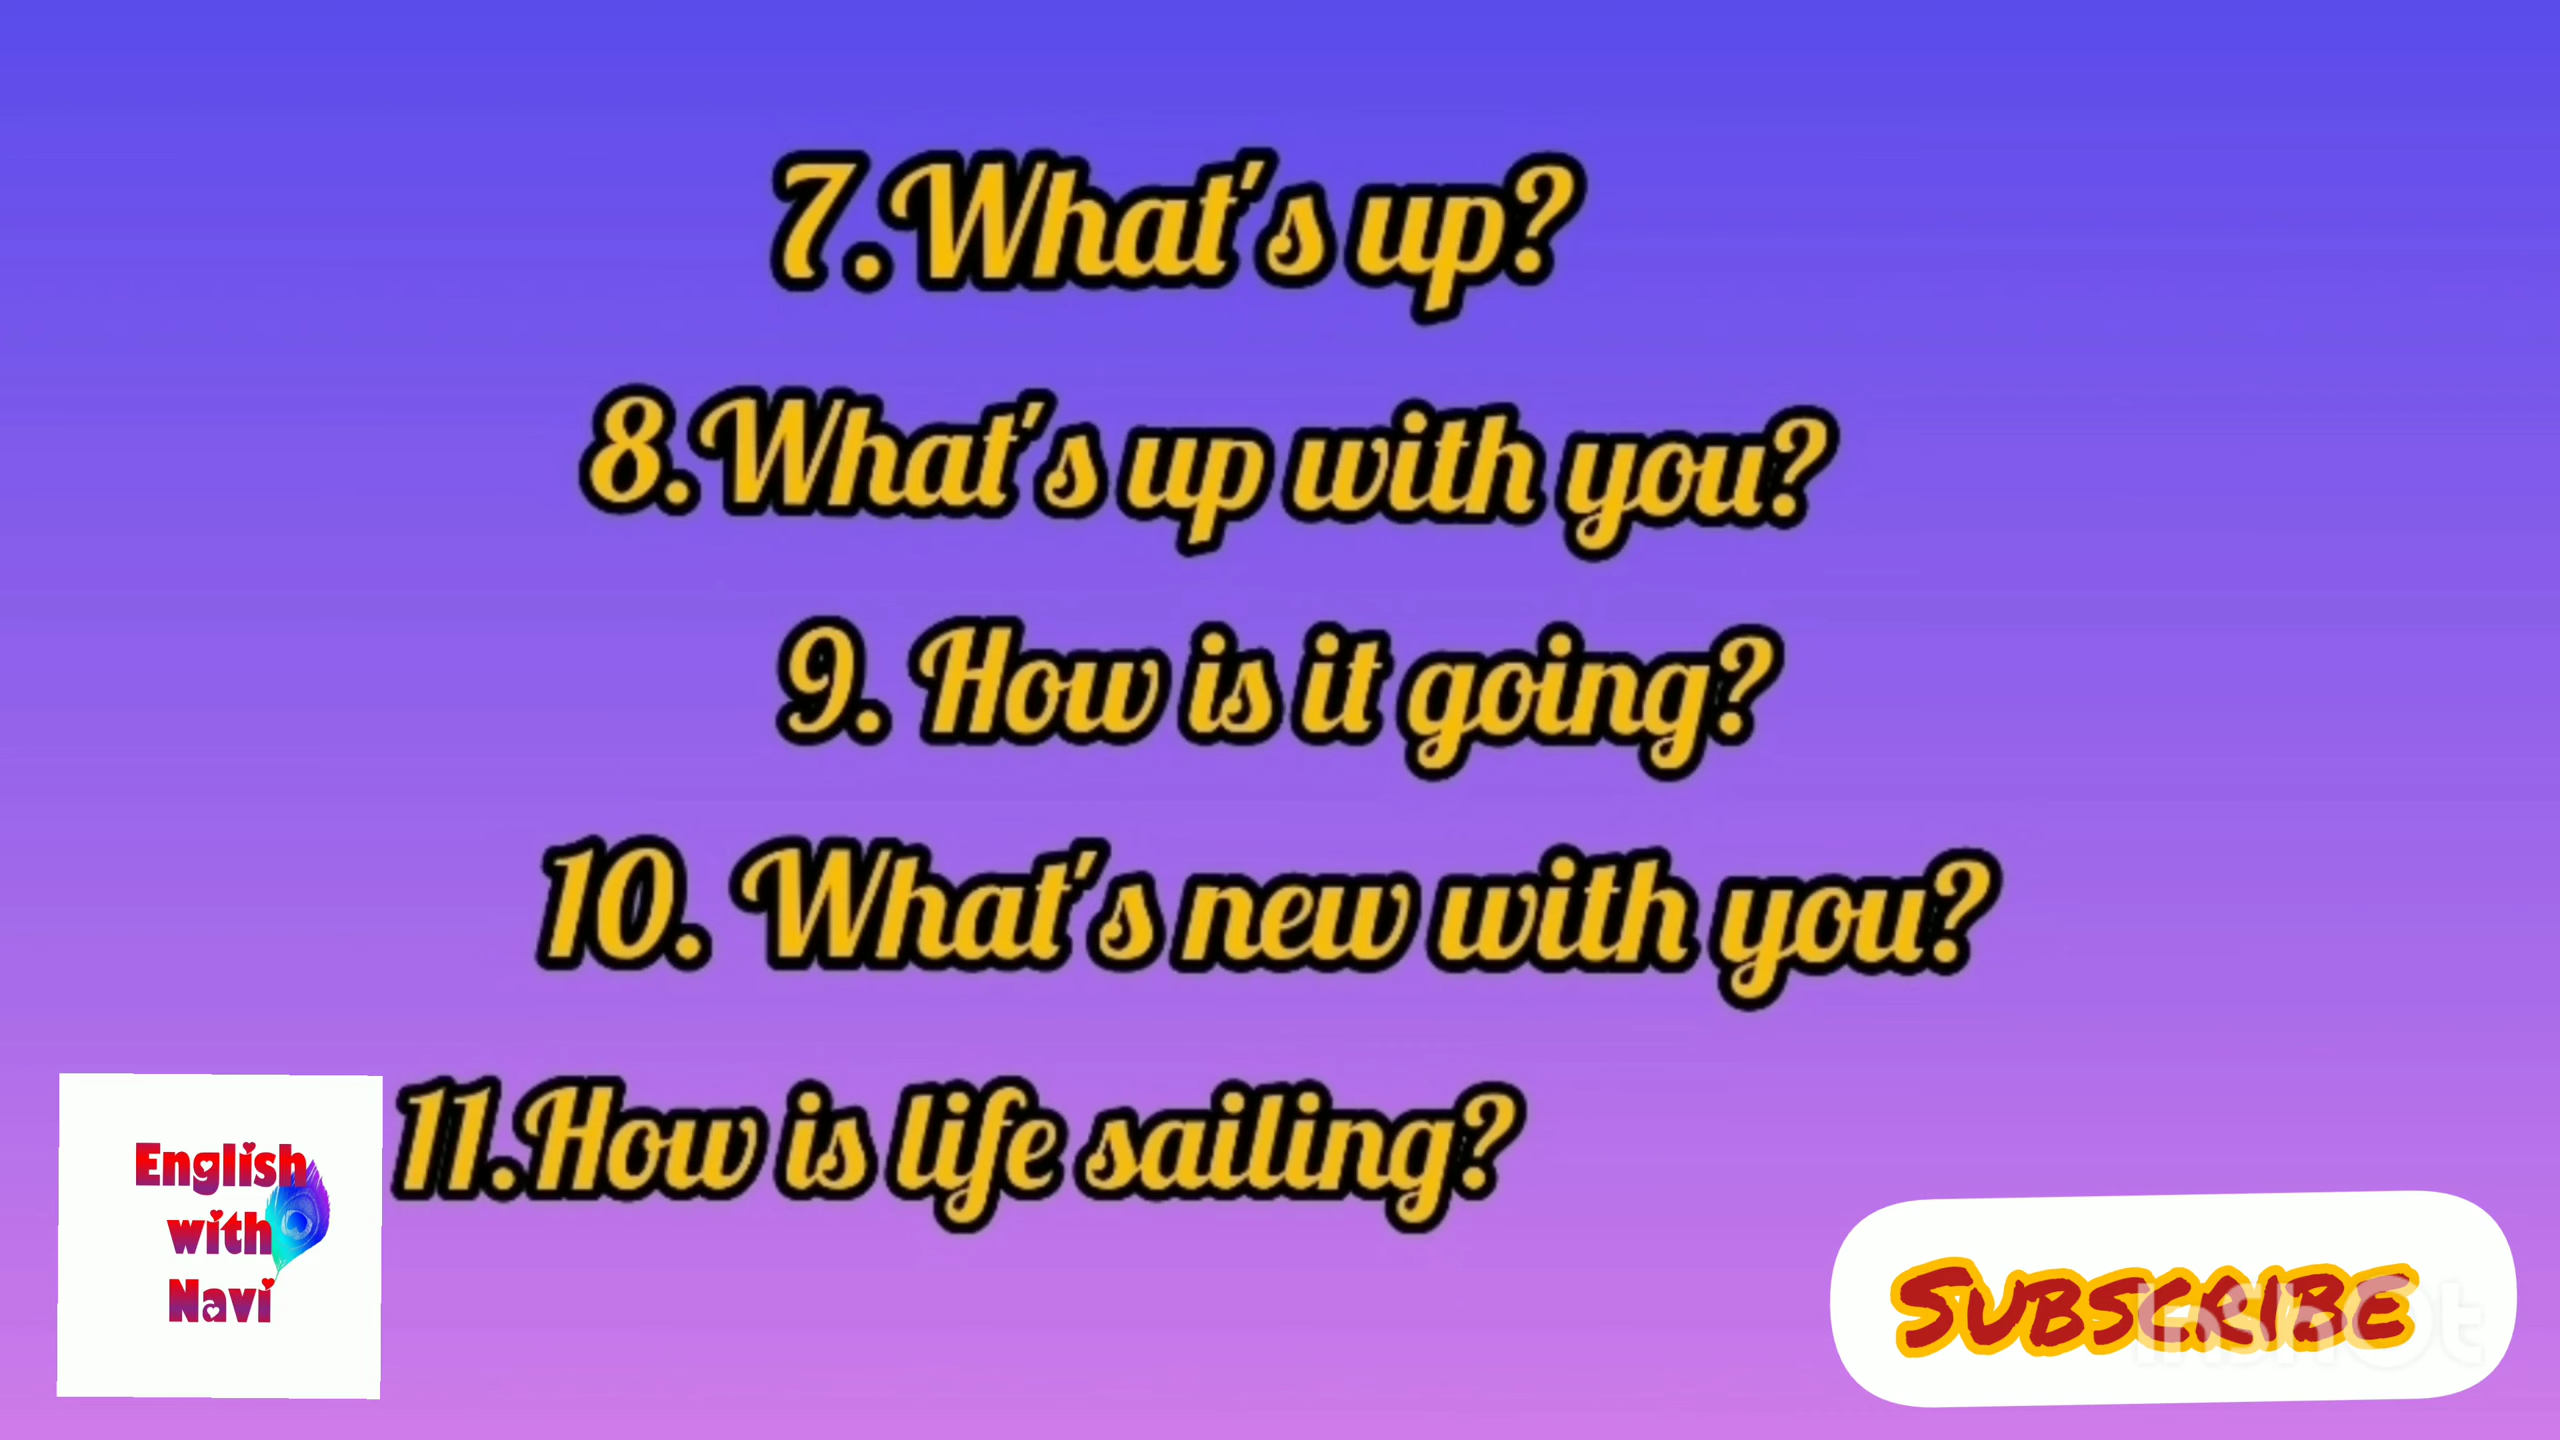 7.What's up?
8.What's up with you?
9. How is it going?
10. What's new with you?
11.How is life sailing?
English
with
Navi
SUBSCRIBE
InShOt